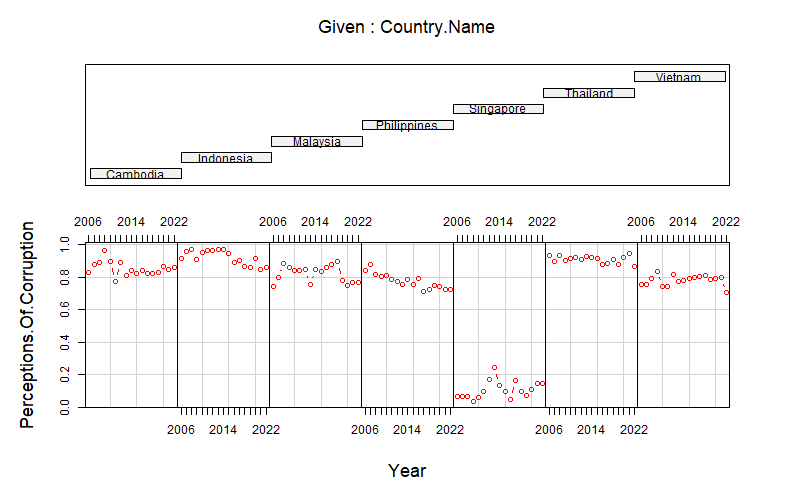 Given : Country.Name
Vietnam
Thailand
Singapore
Philippines
Malaysia
Indonesia
Cambodia
2006 2014 2022 2006 2014 2022 2006 2014 2022 2006 2014 2022
Perceptions.Of.Corruption
1.0
0.8
0.6
0.4
0.2
0.0
2006 2014 2022 2006 2014 2022 2006 2014 2022
Year